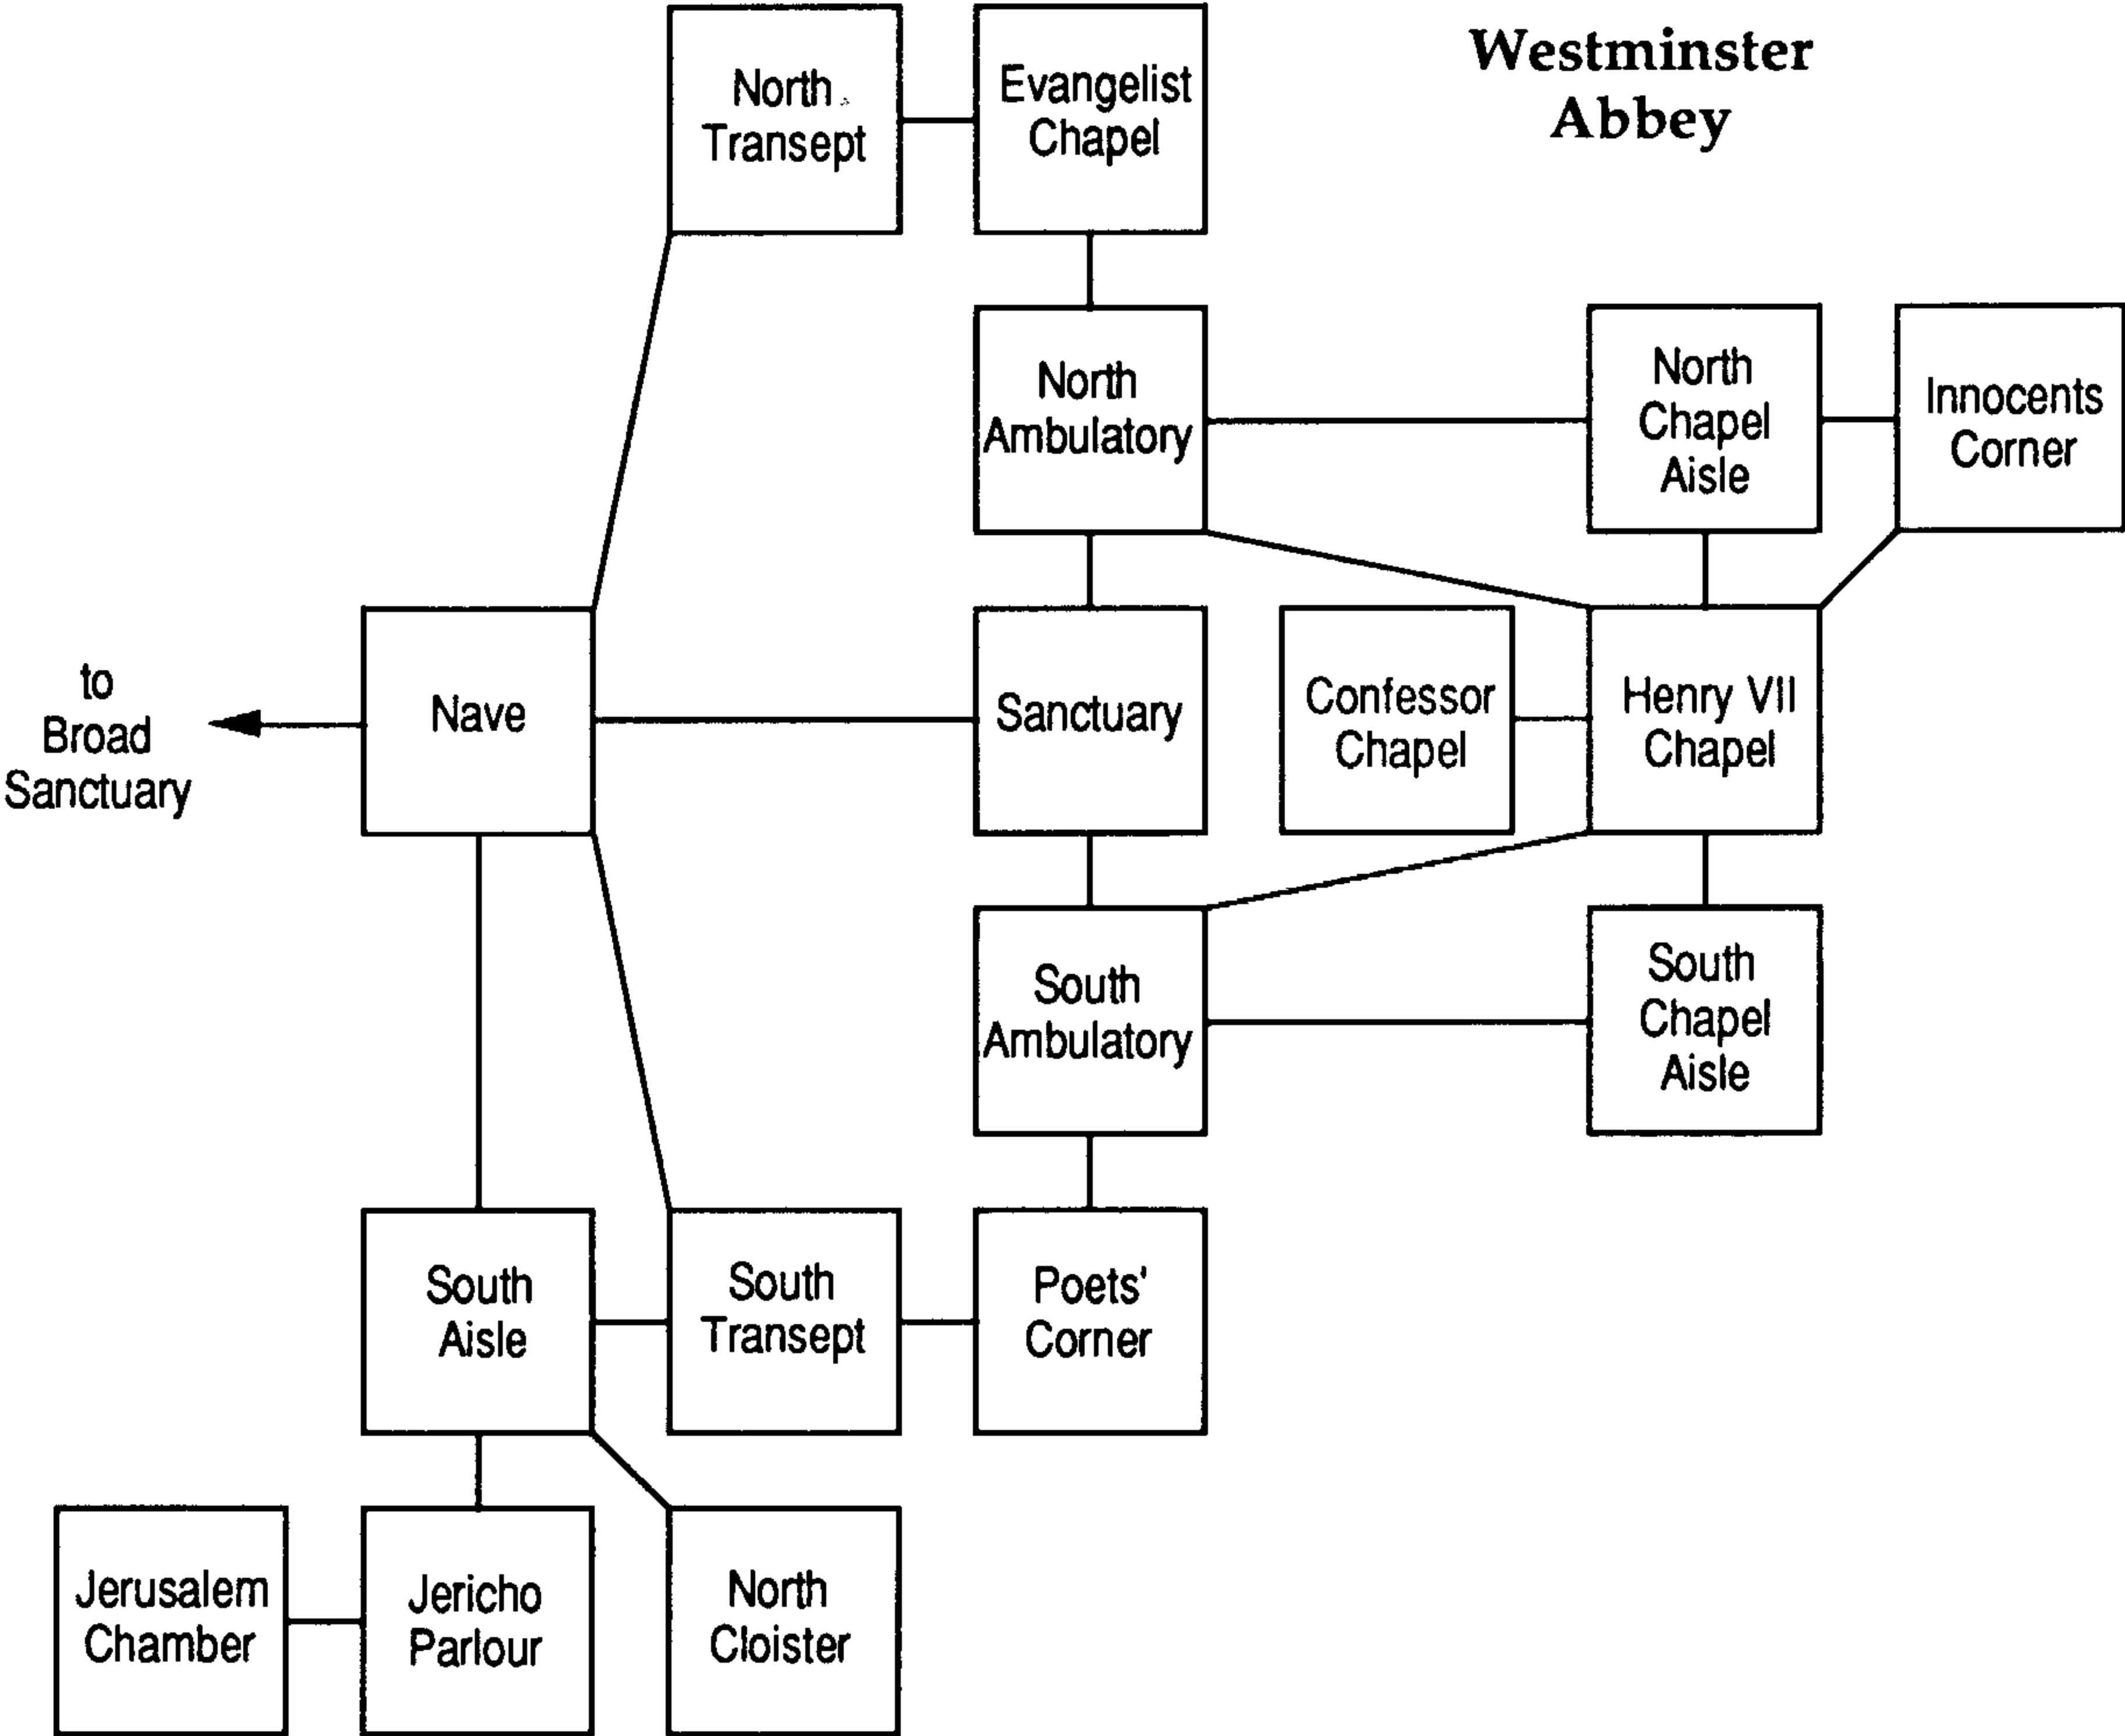 Westminster
Abbey
North
Transept
Evangelist
Chapel
North
Ambulatory
North
Chapel
Aisle
Innocents
Corner
to
Broad
Sanctuary
Nave
Sanctuary
Confessor
Chapel
Henry VII
Chapel
South
Ambulatory
South
Chapel
Aisle
South
Aisle
South
Transept
Poets'
Corner
Jerusalem
Chamber
Jericho
Parlour
North
Cloister